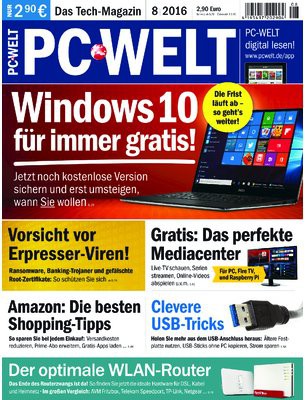 NUR 2,90 €
Das Tech-Magazin
8 2016
2,90 Euro
PC-WELT
digital lesen!
www.pcwelt.de/app
PC-WELT
PC WELT
Die Frist
läuft ab –
so geht's
weiter!
Windows 10
für immer gratis!
Jetzt noch kostenlose Version
sichern und erst umsteigen,
wann Sie wollen
Vorsicht vor
Erpresser-Viren!
Ransomware, Banking-Trojaner und gefälschte
Root-Zertifikate: So schützen Sie sich
Gratis: Das perfekte
Mediacenter
Live TV schauen, Serien
streamen, Online-Videos
abspielen u.v.m.
Für PC, Fire TV,
und Raspberry Pi
Amazon: Die besten
Shopping-Tipps
So sparen Sie bei jedem Einkauf: Versandkosten
reduzieren, Prime-Abo erweitern, Gratis-Apps laden
Clevere
USB-Tricks
Holen Sie mehr aus dem USB-Anschluss heraus: Ältere Fest-
platte nutzen, USB-Sticks ohne PC kopieren, Strom sparen
Der optimale WLAN-Router
Das Ende des Routerzwangs ist da! So finden Sie jetzt die ideale Hardware für DSL, Kabel
und Heimnetz · Im großen Vergleich: AVM Fritzbox, Telekom Speedport, TP-Link, Netgear